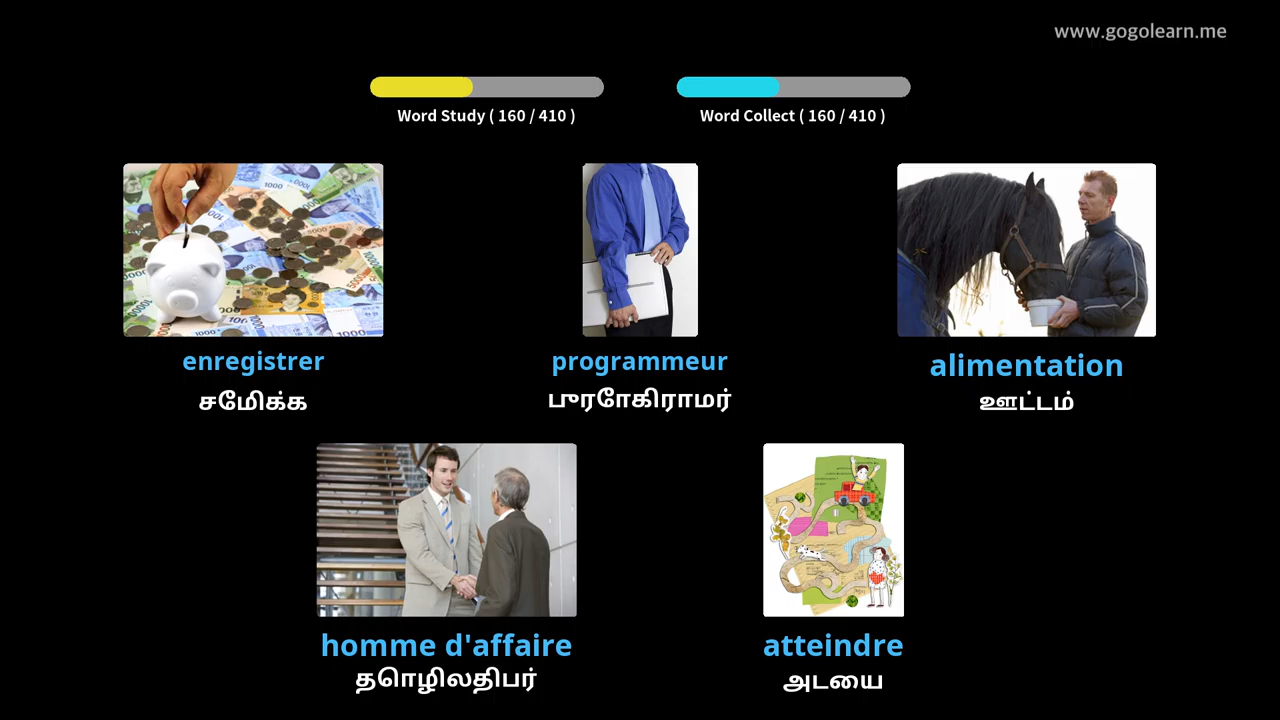 www.gogolearn.me
Word Study ( 160 / 410 )
Word Collect ( 160 / 410 )
enregistrer
programmeur
alimentation
சேமிக்க
புரோகிராமர்
ஊட்டம்
homme d'affaire
atteindre
தொழிலதிபர்
அடைய